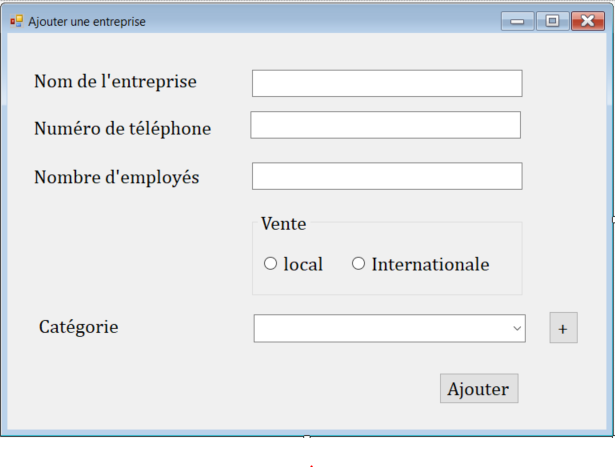 Ajouter une entreprise
Nom de l'entreprise
Numéro de téléphone
Nombre d'employés
Vente
local Internationale
Catégorie +
Ajouter